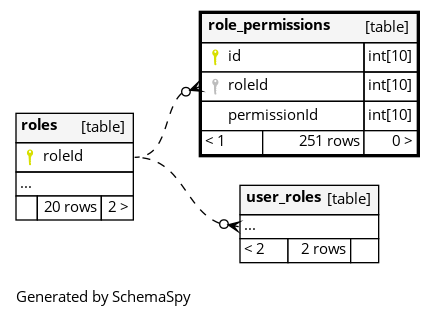 role_permissions [table]
id int[10]
roleId int[10]
permissionId int[10]
< 1 251 rows 0 >
roles [table]
roleId
...
20 rows 2 >
user_roles [table]
...
< 2 2 rows
Generated by SchemaSpy